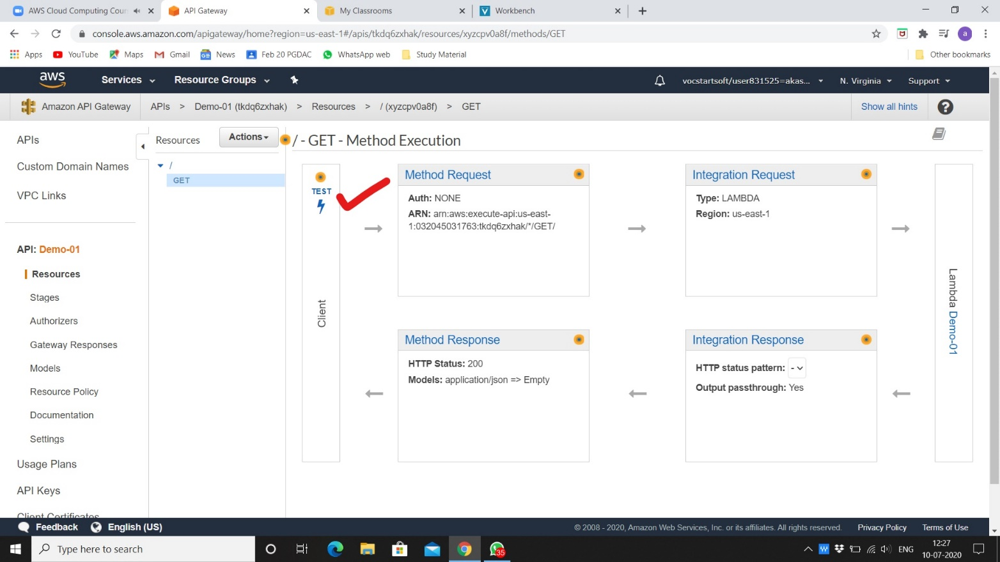 AWS Cloud Computing Cour
API Gateway
My Classrooms
Workbench
console.aws.amazon.com/apigateway/home?region=us-east-1#/apis/tkdq6zxhak/resources/xyzcpv0a8f/methods/GET
a
Apps
YouTube
Maps
Gmail
News
Feb 20 PGDAC
WhatsApp web
Study Material
Other bookmarks
aws
Services
Resource Groups
vocstartsoft/user831525=akas...
N. Virginia
Support
Amazon API Gateway
APIs > Demo-01 (tkdq6zxhak) > Resources > / (xyzcpv0a8f) > GET
Show all hints
?
APIs
Custom Domain Names
VPC Links
API: Demo-01
Resources
Stages
Authorizers
Gateway Responses
Models
Resource Policy
Documentation
Settings
Usage Plans
API Keys
Client Certificates
Resources
Actions
/
GET
/ - GET - Method Execution
TEST
Client
Method Request
Auth: NONE
ARN: arn:aws:execute-api:us-east-
1:032045031763:tkdq6zxhak/*/GET/
Integration Request
Type: LAMBDA
Region: us-east-1
Method Response
HTTP Status: 200
Models: application/json => Empty
Integration Response
HTTP status pattern: -
Output passthrough: Yes
Lambda Demo-01
Feedback
English (US)
© 2008 - 2020, Amazon Web Services, Inc. or its affiliates. All rights reserved.
Privacy Policy
Terms of Use
Type here to search
35
ENG
12:27
10-07-2020